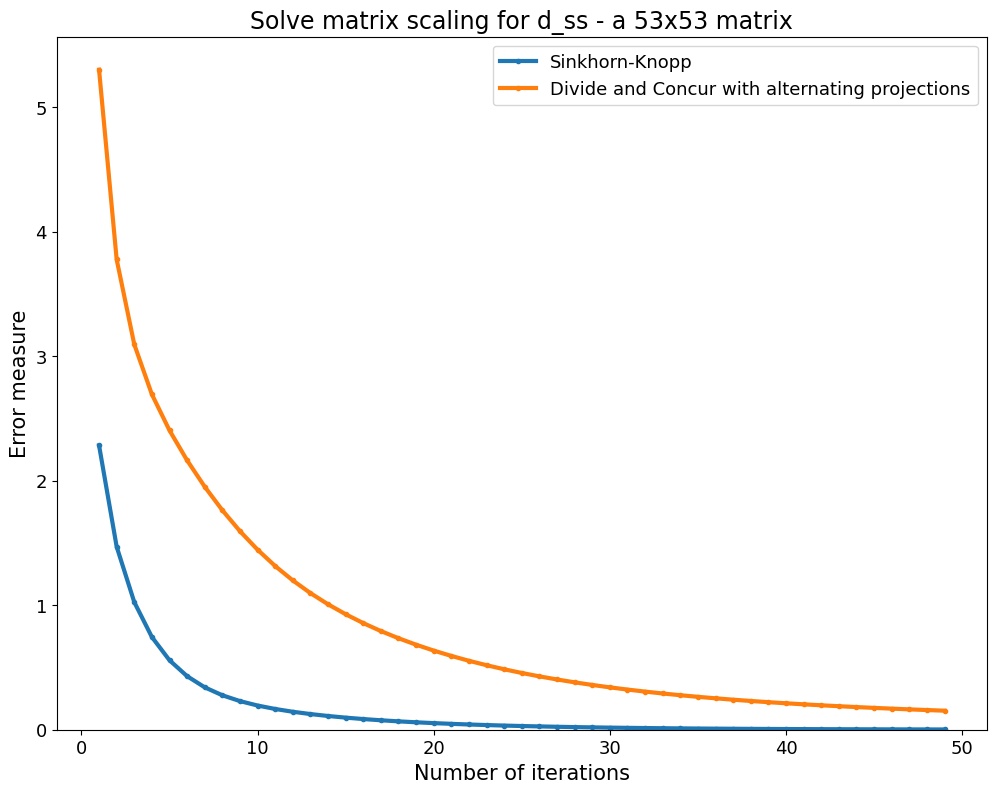 Solve matrix scaling for d_ss - a 53x53 matrix
Sinkhorn-Knopp
Divide and Concur with alternating projections
Error measure
5
4
3
2
1
0
0 10 20 30 40 50
Number of iterations